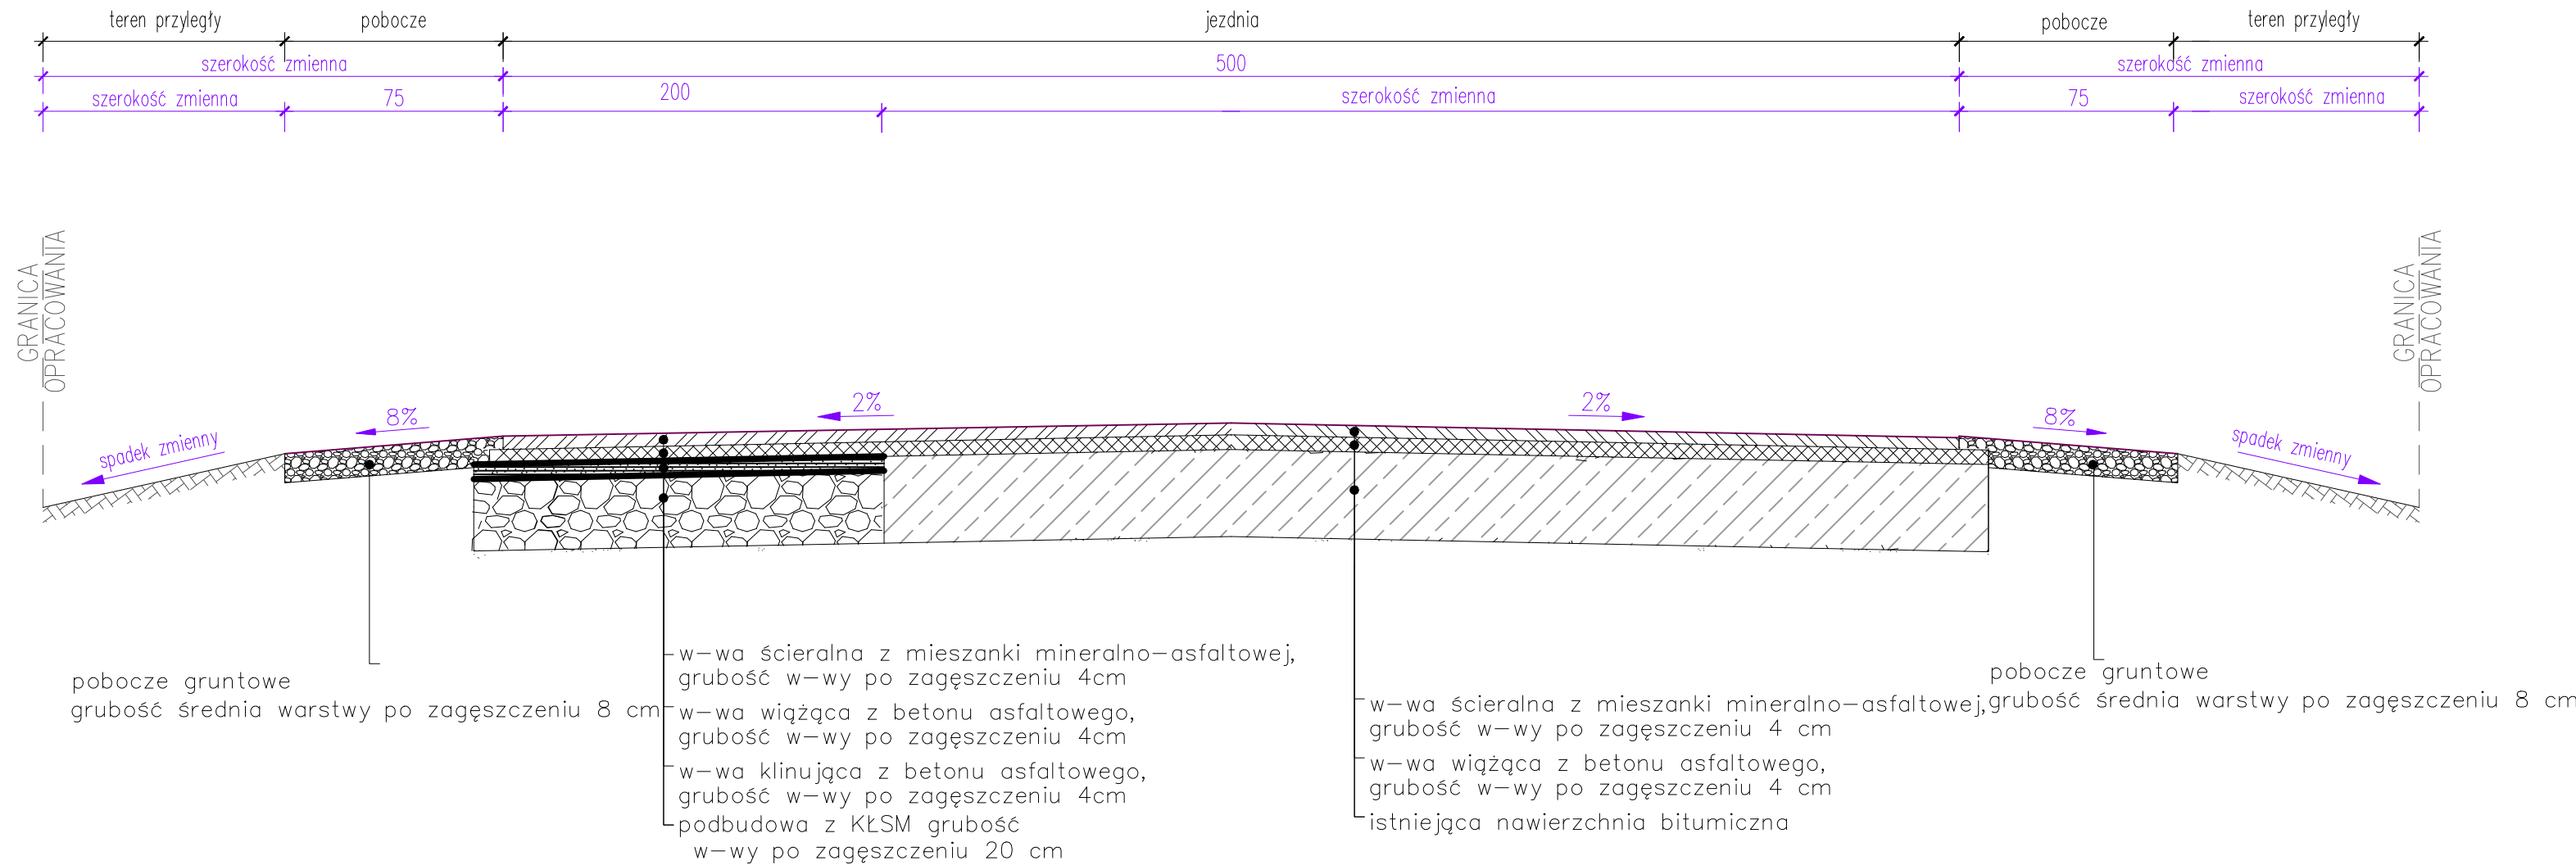 teren przyległy
pobocze
jezdnia
pobocze
teren przyległy
szerokość zmienna
500
szerokość zmienna
szerokość zmienna
75
200
szerokość zmienna
75
szerokość zmienna
GRANICA
OPRACOWANIA
GRANICA
OPRACOWANIA
spadek zmienny
8%
2%
2%
8%
spadek zmienny
pobocze gruntowe
grubość średnia warstwy po zagęszczeniu 8 cm
w-wa ścieralna z mieszanki mineralno-asfaltowej,
grubość w-wy po zagęszczeniu 4cm
w-wa wiążąca z betonu asfaltowego,
grubość w-wy po zagęszczeniu 4cm
w-wa klinująca z betonu asfaltowego,
grubość w-wy po zagęszczeniu 4cm
podbudowa z KŁSM grubość
w-wy po zagęszczeniu 20 cm
w-wa ścieralna z mieszanki mineralno-asfaltowej,
grubość w-wy po zagęszczeniu 4 cm
w-wa wiążąca z betonu asfaltowego,
grubość w-wy po zagęszczeniu 4 cm
istniejąca nawierzchnia bitumiczna
pobocze gruntowe
grubość średnia warstwy po zagęszczeniu 8 cm